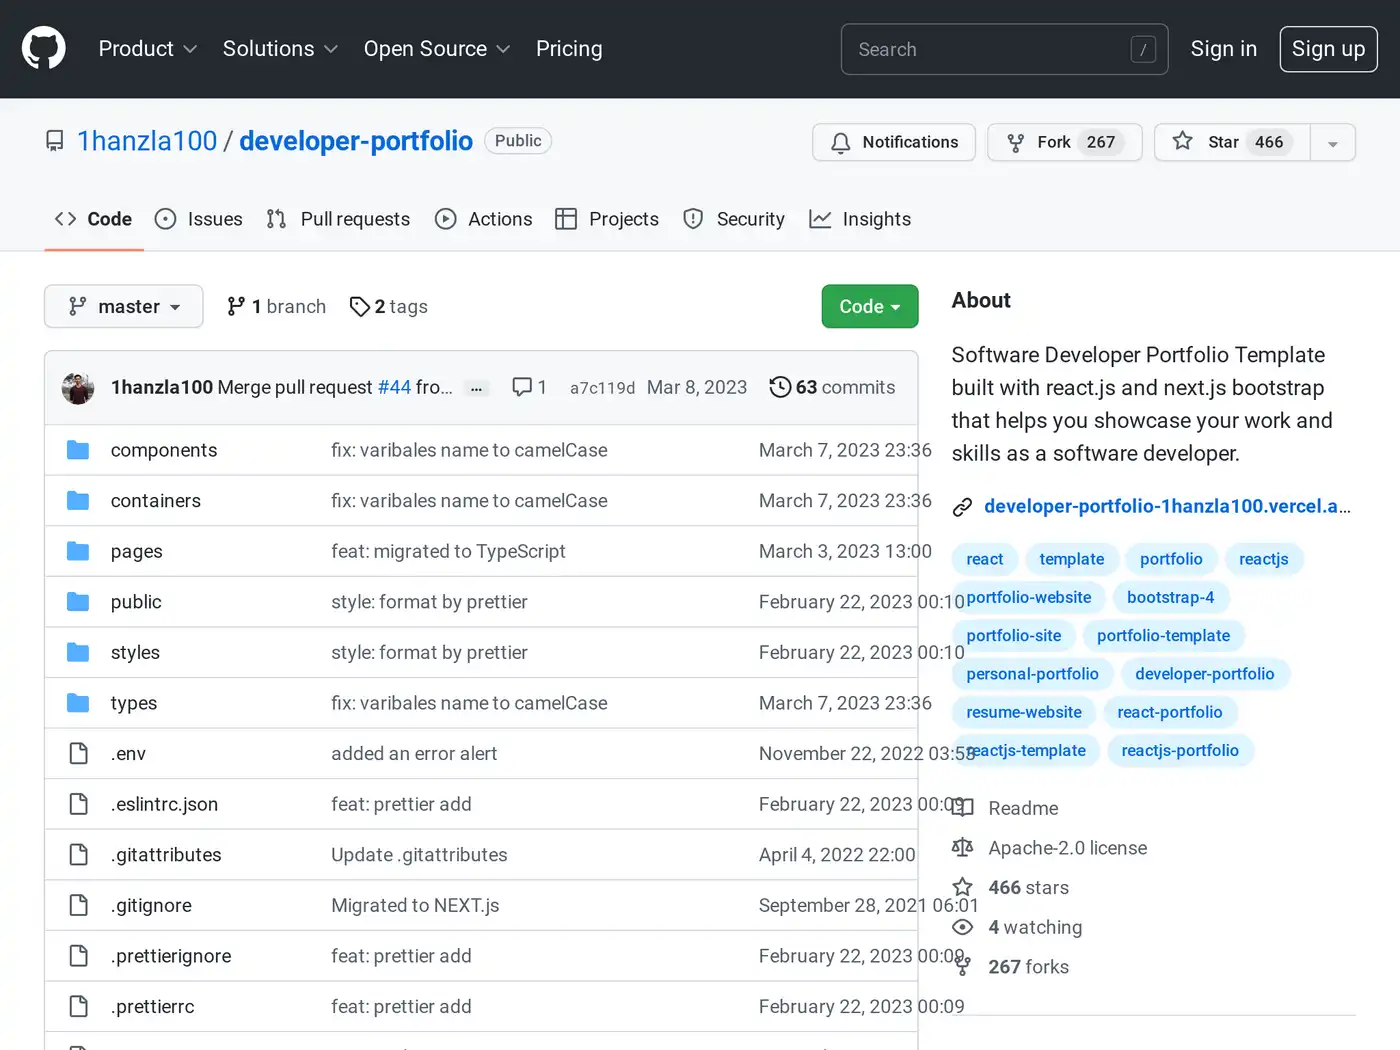 Product Solutions Open Source Pricing Search / Sign in Sign up
1hanzla100 / developer-portfolio Public Notifications Fork 267 Star 466
Code Issues Pull requests Actions Projects Security Insights
master 1 branch 2 tags Code
1hanzla100 Merge pull request #44 fro... ... 1 a7c119d Mar 8, 2023 63 commits
components fix: varibales name to camelCase March 7, 2023 23:36
containers fix: varibales name to camelCase March 7, 2023 23:36
pages feat: migrated to TypeScript March 3, 2023 13:00
public style: format by prettier February 22, 2023 00:10
styles style: format by prettier February 22, 2023 00:10
types fix: varibales name to camelCase March 7, 2023 23:36
.env added an error alert November 22, 2022 03:53
.eslintrc.json feat: prettier add February 22, 2023 00:09
.gitattributes Update .gitattributes April 4, 2022 22:00
.gitignore Migrated to NEXT.js September 28, 2021 06:01
.prettierignore feat: prettier add February 22, 2023 00:09
.prettierrc feat: prettier add February 22, 2023 00:09
About
Software Developer Portfolio Template
built with react.js and next.js bootstrap
that helps you showcase your work and
skills as a software developer.
developer-portfolio-1hanzla100.vercel.a...
react template portfolio reactjs
portfolio-website bootstrap-4
portfolio-site portfolio-template
personal-portfolio developer-portfolio
resume-website react-portfolio
reactjs-template reactjs-portfolio
Readme
Apache-2.0 license
466 stars
4 watching
267 forks